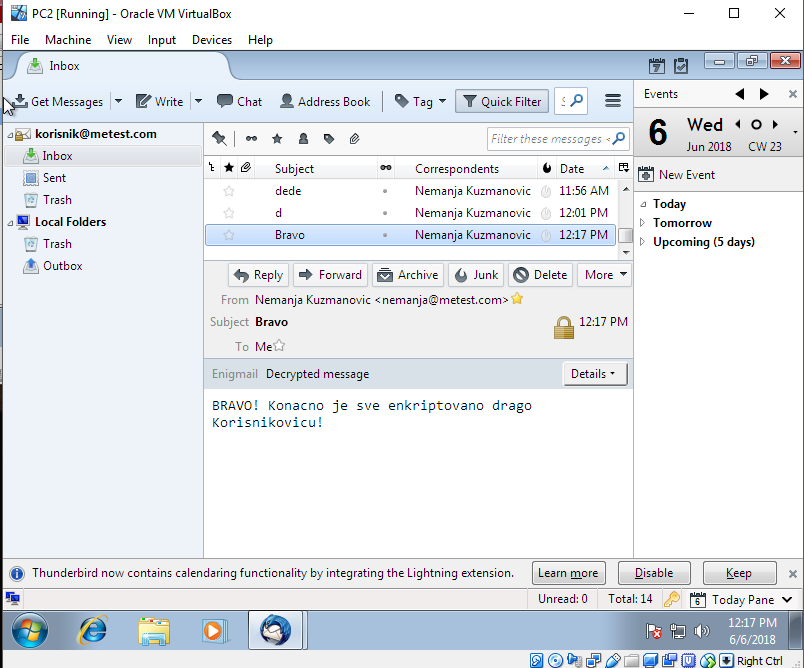 PC2 [Running] - Oracle VM VirtualBox
File Machine View Input Devices Help
Inbox
Get Messages Write Chat Address Book Tag Quick Filter
Events
korisnik@metest.com
Inbox
Sent
Trash
Local Folders
Trash
Outbox
Filter these messages <
Subject Correspondents Date
dede Nemanja Kuzmanovic 11:56 AM
d Nemanja Kuzmanovic 12:01 PM
Bravo Nemanja Kuzmanovic 12:17 PM
Reply Forward Archive Junk Delete More
From Nemanja Kuzmanovic <nemanja@metest.com>
Subject Bravo 12:17 PM
To Me
Enigmail Decrypted message Details
BRAVO! Konacno je sve enkriptovano drago
Korisnikovicu!
6 Wed
Jun 2018 CW 23
New Event
Today
Tomorrow
Upcoming (5 days)
Thunderbird now contains calendaring functionality by integrating the Lightning extension. Learn more Disable Keep
Unread: 0 Total: 14 6 Today Pane
12:17 PM
6/6/2018
Right Ctrl